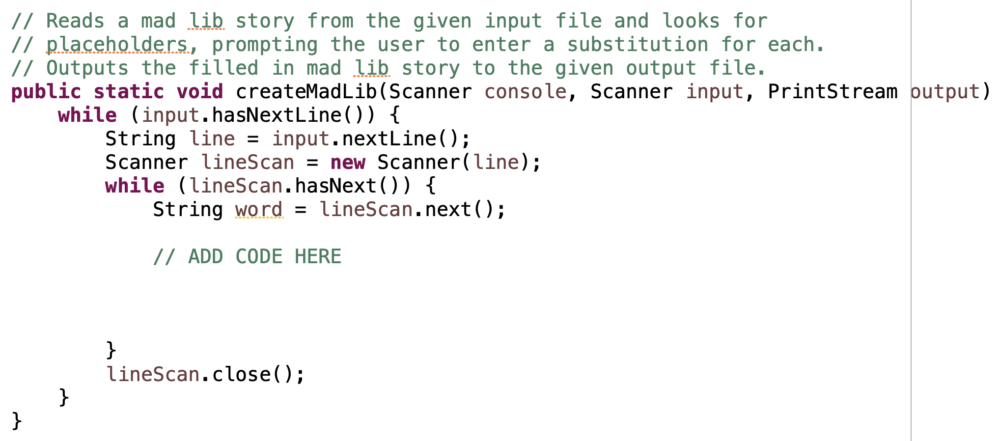 // Reads a mad lib story from the given input file and looks for
// placeholders, prompting the user to enter a substitution for each.
// Outputs the filled in mad lib story to the given output file.
public static void createMadLib(Scanner console, Scanner input, PrintStream output)
    while (input.hasNextLine()) {
        String line = input.nextLine();
        Scanner lineScan = new Scanner(line);
        while (lineScan.hasNext()) {
            String word = lineScan.next();
            // ADD CODE HERE
        }
        lineScan.close();
    }
}